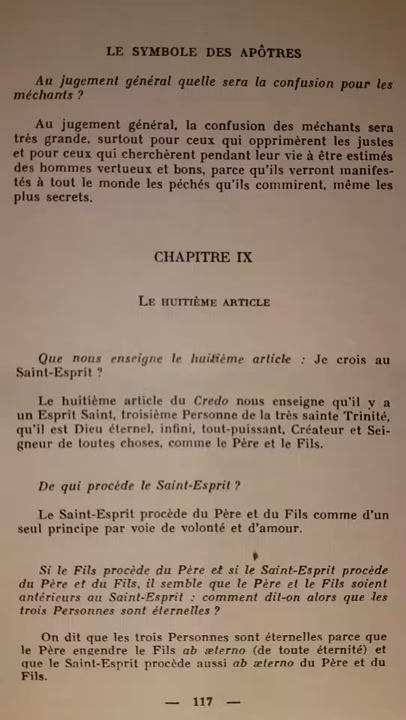 LE SYMBOLE DES APÔTRES
Au jugement général quelle sera la confusion pour les
méchants ?
Au jugement général, la confusion des méchants sera
très grande, surtout pour ceux qui opprimèrent les justes
et pour ceux qui cherchèrent pendant leur vie à être estimés
des hommes vertueux et bons, parce qu'ils verront manifes-
tés à tout le monde les péchés qu'ils commirent, même les
plus secrets.
CHAPITRE IX
LE HUITIÈME ARTICLE
Que nous enseigne le huitième article : Je crois au
Saint-Esprit ?
Le huitième article du Credo nous enseigne qu'il y a
un Esprit Saint, troisième Personne de la très sainte Trinité,
qu'il est Dieu éternel, infini, tout-puissant, Créateur et Sei-
gneur de toutes choses, comme le Père et le Fils.
De qui procède le Saint-Esprit ?
Le Saint-Esprit procède du Père et du Fils comme d'un
seul principe par voie de volonté et d'amour.
Si le Fils procède du Père et si le Saint-Esprit procède
du Père et du Fils, il semble que le Père et le Fils soient
antérieurs au Saint-Esprit : comment dit-on alors que les
trois Personnes sont éternelles ?
On dit que les trois Personnes sont éternelles parce que
le Père engendre le Fils ab æterno (de toute éternité) et
que le Saint-Esprit procède aussi ab æterno du Père et du
Fils.
— 117 —